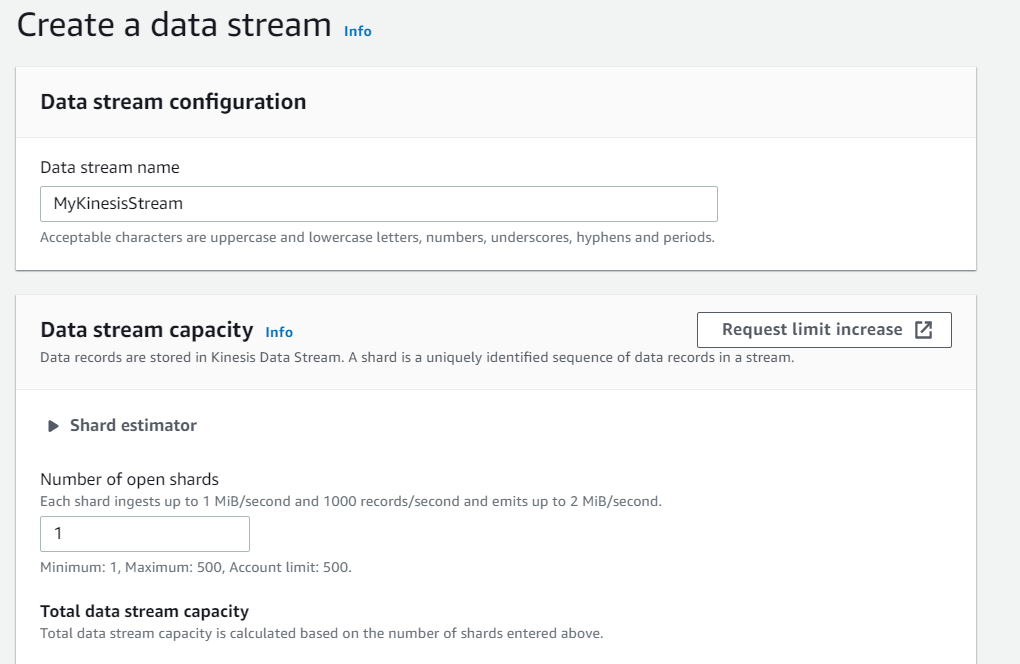 Create a data stream Info
Data stream configuration
Data stream name
MyKinesisStream
Acceptable characters are uppercase and lowercase letters, numbers, underscores, hyphens and periods.
Data stream capacity Info
Request limit increase
Data records are stored in Kinesis Data Stream. A shard is a uniquely identified sequence of data records in a stream.
Shard estimator
Number of open shards
Each shard ingests up to 1 MiB/second and 1000 records/second and emits up to 2 MiB/second.
1
Minimum: 1, Maximum: 500, Account limit: 500.
Total data stream capacity
Total data stream capacity is calculated based on the number of shards entered above.